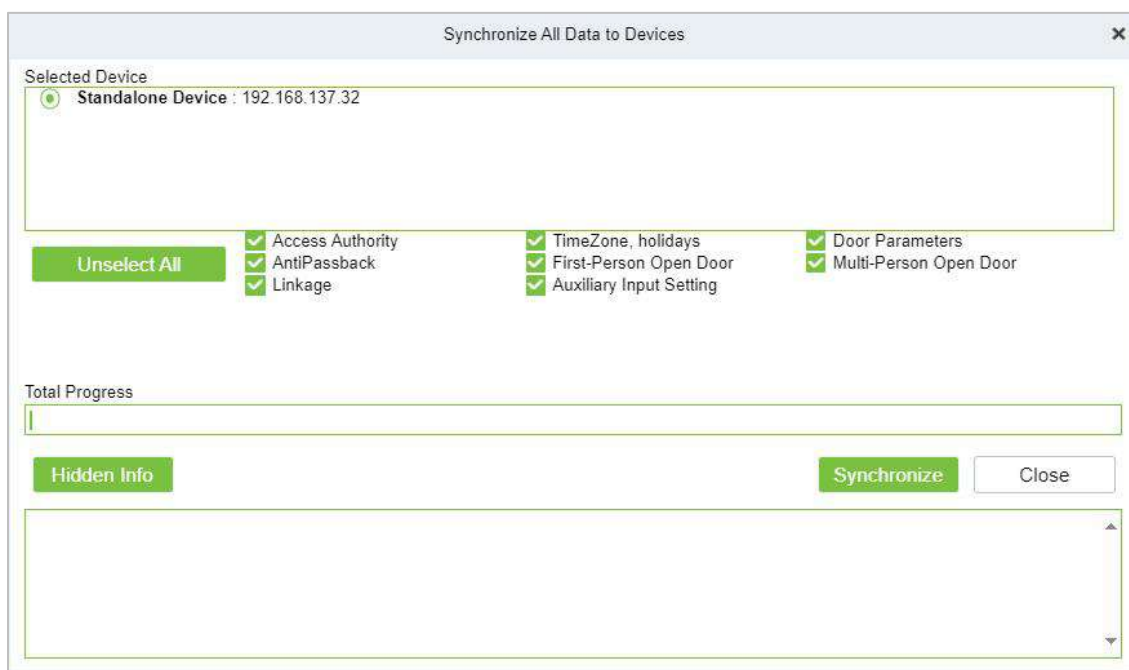 Synchronize All Data to Devices
Selected Device
Standalone Device : 192.168.137.32
Unselect All
Access Authority
TimeZone, holidays
Door Parameters
AntiPassback
First-Person Open Door
Multi-Person Open Door
Linkage
Auxiliary Input Setting
Total Progress
Hidden Info
Synchronize
Close